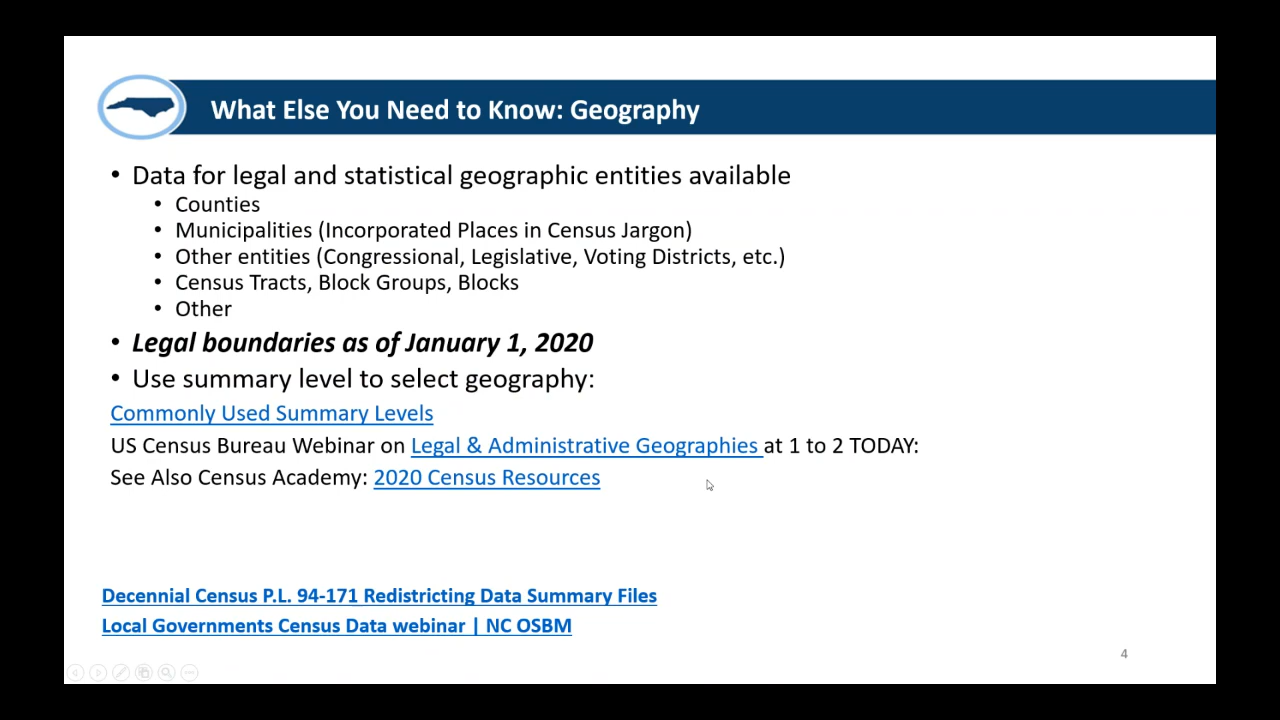 What Else You Need to Know: Geography
• Data for legal and statistical geographic entities available
• Counties
• Municipalities (Incorporated Places in Census Jargon)
• Other entities (Congressional, Legislative, Voting Districts, etc.)
• Census Tracts, Block Groups, Blocks
• Other
• Legal boundaries as of January 1, 2020
• Use summary level to select geography:
Commonly Used Summary Levels
US Census Bureau Webinar on Legal & Administrative Geographies at 1 to 2 TODAY:
See Also Census Academy: 2020 Census Resources
Decennial Census P.L. 94-171 Redistricting Data Summary Files
Local Governments Census Data webinar | NC OSBM
4